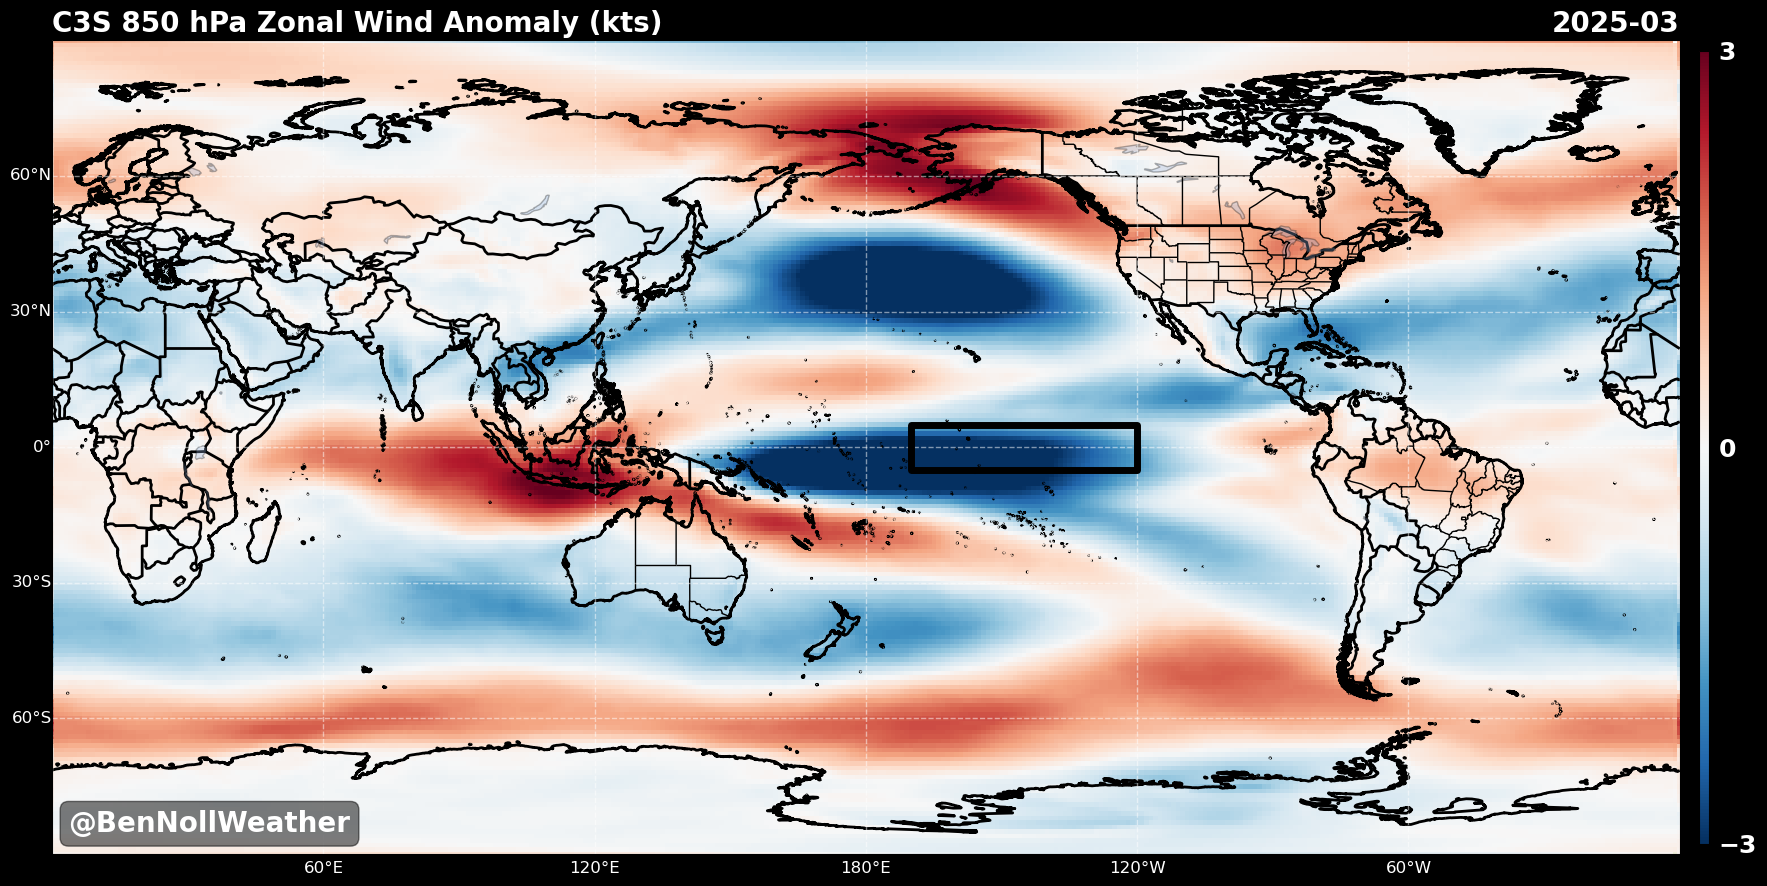 C3S 850 hPa Zonal Wind Anomaly (kts)
2025-03
3
0
−3
60°N
30°N
0°
30°S
60°S
60°E
120°E
180°E
120°W
60°W
@BenNollWeather